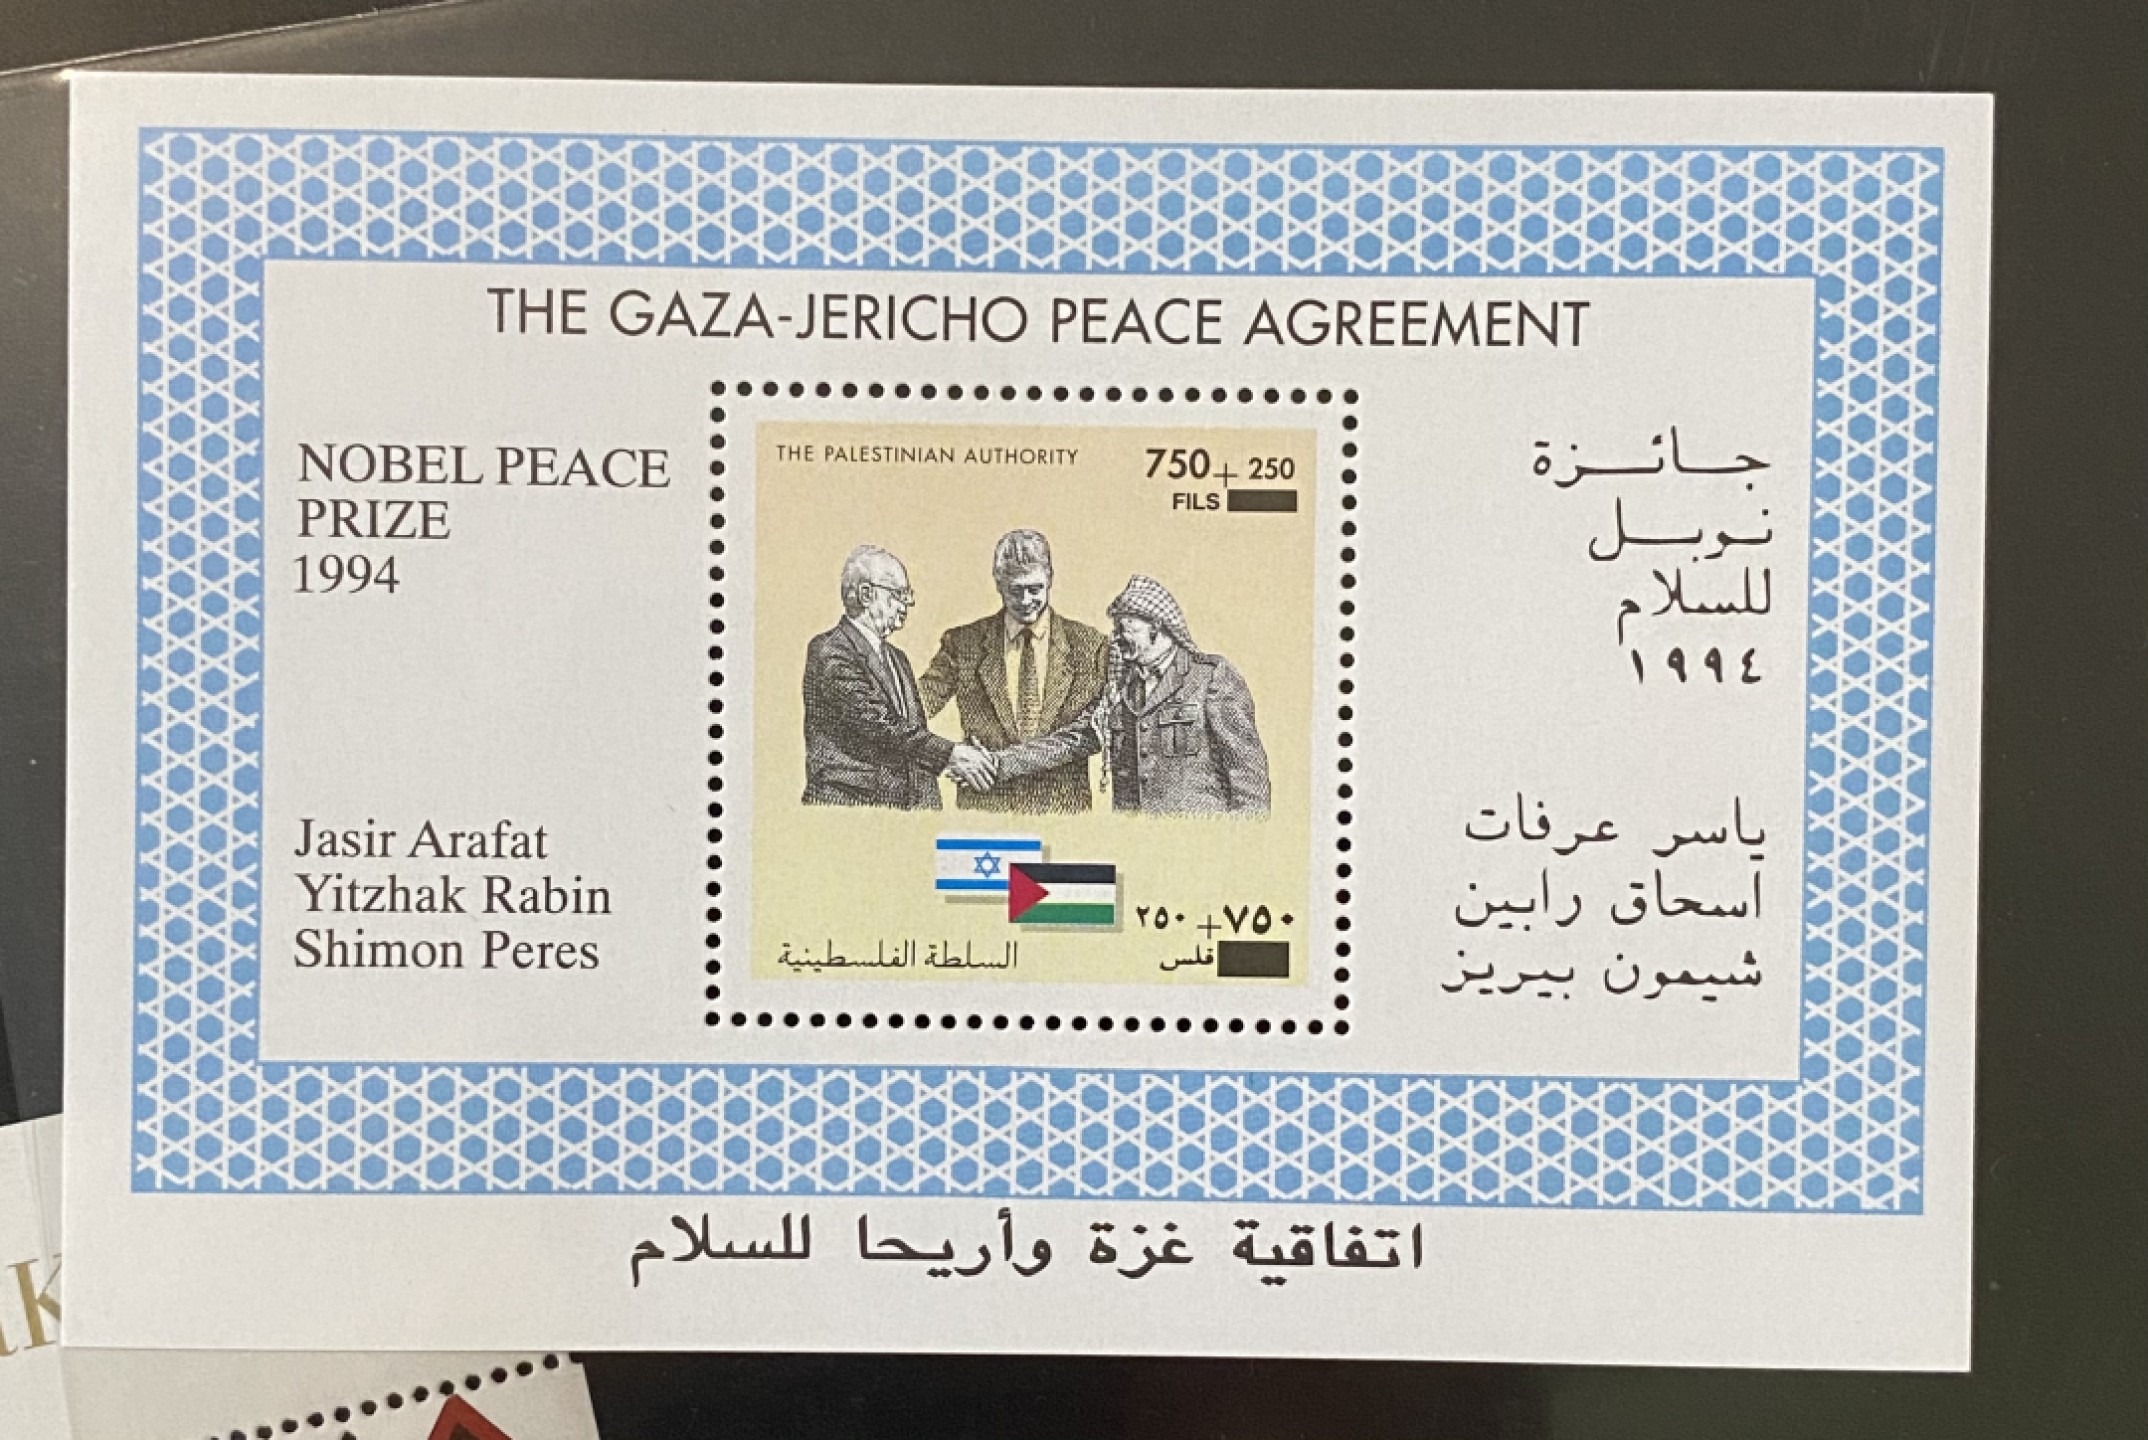 THE GAZA-JERICHO PEACE AGREEMENT
NOBEL PEACE
PRIZE
1994
Jasir Arafat
Yitzhak Rabin
Shimon Peres
THE PALESTINIAN AUTHORITY
750 + 250
FILS
٢٥٠ + ٧٥٠
فلس
السلطة الفلسطينية
جائزة
نوبل
للسلام
١٩٩٤
ياسر عرفات
اسحاق رابين
شيمون بيريز
اتفاقية غزة وأريحا للسلام